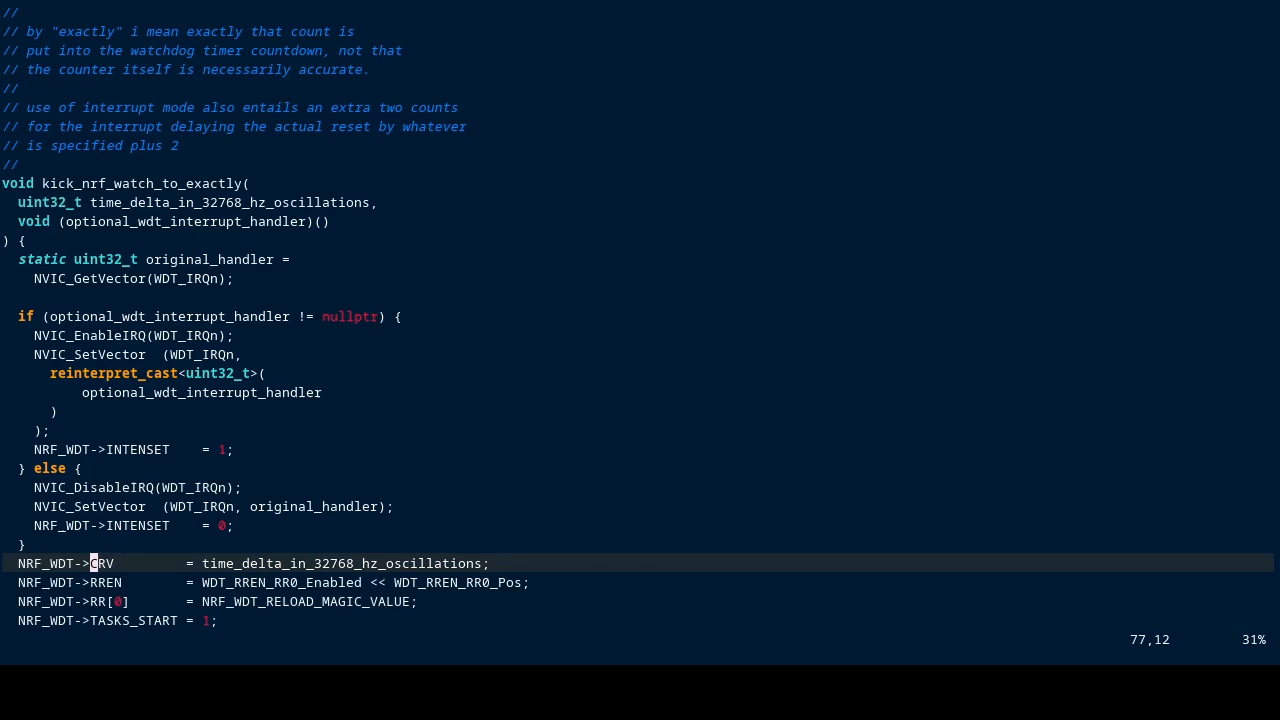 //
// by "exactly" i mean exactly that count is
// put into the watchdog timer countdown, not that
// the counter itself is necessarily accurate.
//
// use of interrupt mode also entails an extra two counts
// for the interrupt delaying the actual reset by whatever
// is specified plus 2
//
void kick_nrf_watch_to_exactly(
  uint32_t time_delta_in_32768_hz_oscillations,
  void (optional_wdt_interrupt_handler)()
) {
  static uint32_t original_handler =
    NVIC_GetVector(WDT_IRQn);

  if (optional_wdt_interrupt_handler != nullptr) {
    NVIC_EnableIRQ(WDT_IRQn);
    NVIC_SetVector  (WDT_IRQn,
      reinterpret_cast<uint32_t>(
          optional_wdt_interrupt_handler
      )
    );
    NRF_WDT->INTENSET    = 1;
  } else {
    NVIC_DisableIRQ(WDT_IRQn);
    NVIC_SetVector  (WDT_IRQn, original_handler);
    NRF_WDT->INTENSET    = 0;
  }
  NRF_WDT->CRV         = time_delta_in_32768_hz_oscillations;
  NRF_WDT->RREN        = WDT_RREN_RR0_Enabled << WDT_RREN_RR0_Pos;
  NRF_WDT->RR[0]       = NRF_WDT_RELOAD_MAGIC_VALUE;
  NRF_WDT->TASKS_START = 1;
77,12         31%